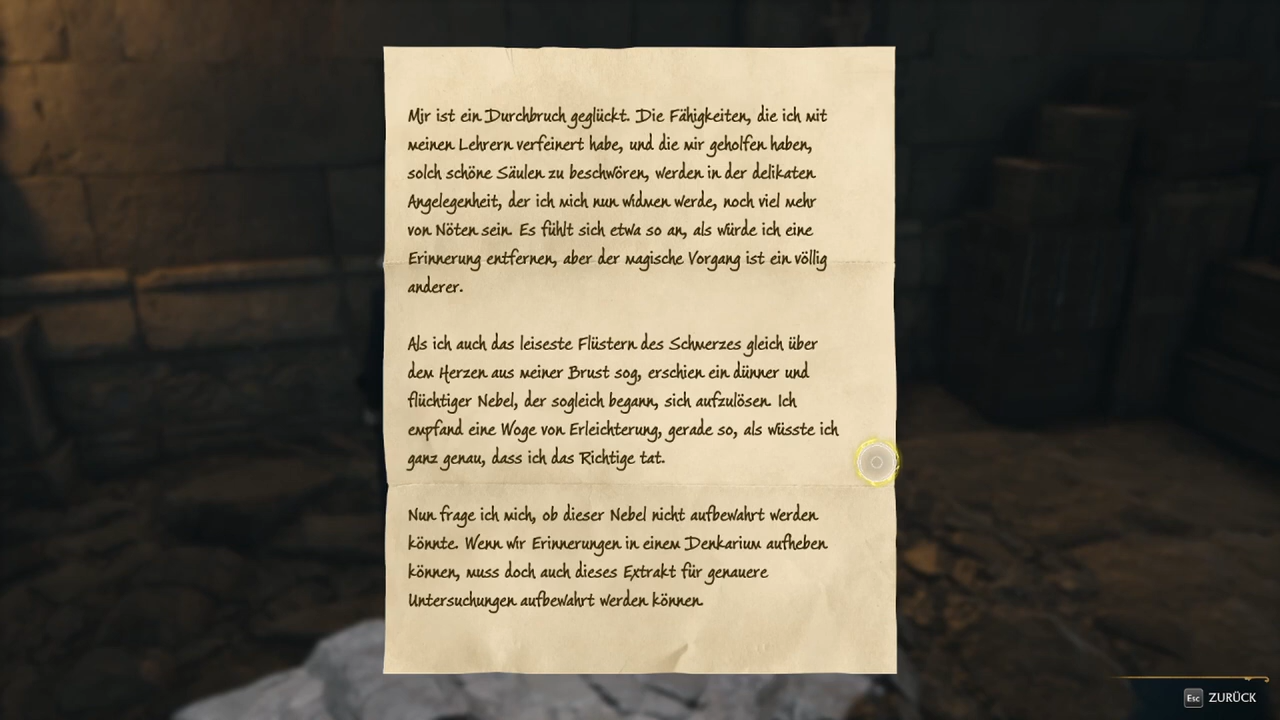 Mir ist ein Durchbruch geglückt. Die Fähigkeiten, die ich mit
meinen Lehrern verfeinert habe, und die mir geholfen haben,
solch schöne Säulen zu beschwören, werden in der delikaten
Angelegenheit, der ich mich nun widmen werde, noch viel mehr
von Nöten sein. Es fühlt sich etwa so an, als würde ich eine
Erinnerung entfernen, aber der magische Vorgang ist ein völlig
anderer.
Als ich auch das leiseste Flüstern des Schmerzes gleich über
dem Herzen aus meiner Brust sog, erschien ein dünner und
flüchtiger Nebel, der sogleich begann, sich aufzulösen. Ich
empfand eine Woge von Erleichterung, gerade so, als wüsste ich
ganz genau, dass ich das Richtige tat.
Nun frage ich mich, ob dieser Nebel nicht aufbewahrt werden
könnte. Wenn wir Erinnerungen in einem Denkarium aufheben
können, muss doch auch dieses Extrakt für genauere
Untersuchungen aufbewahrt werden können.
Esc ZURÜCK